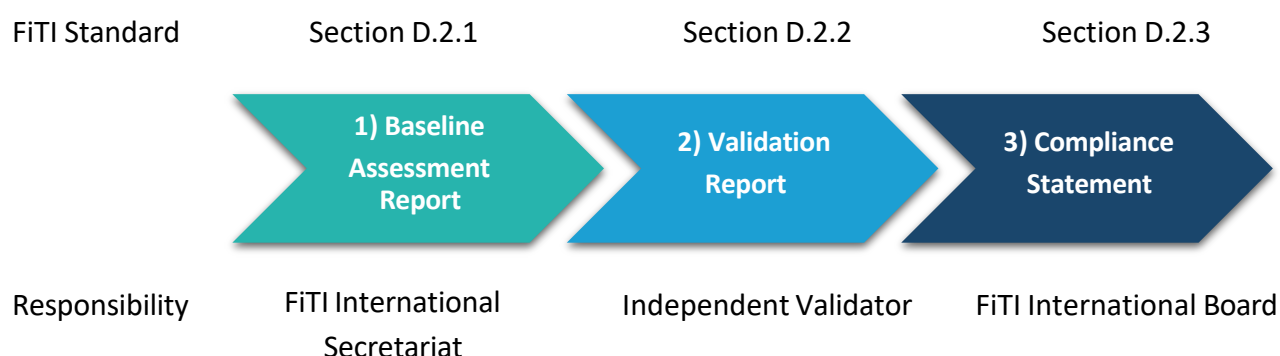 FiTI Standard
Section D.2.1
Section D.2.2
Section D.2.3
1) Baseline
Assessment
Report
2) Validation
Report
3) Compliance
Statement
Responsibility
FiTI International
Secretariat
Independent Validator
FiTI International Board